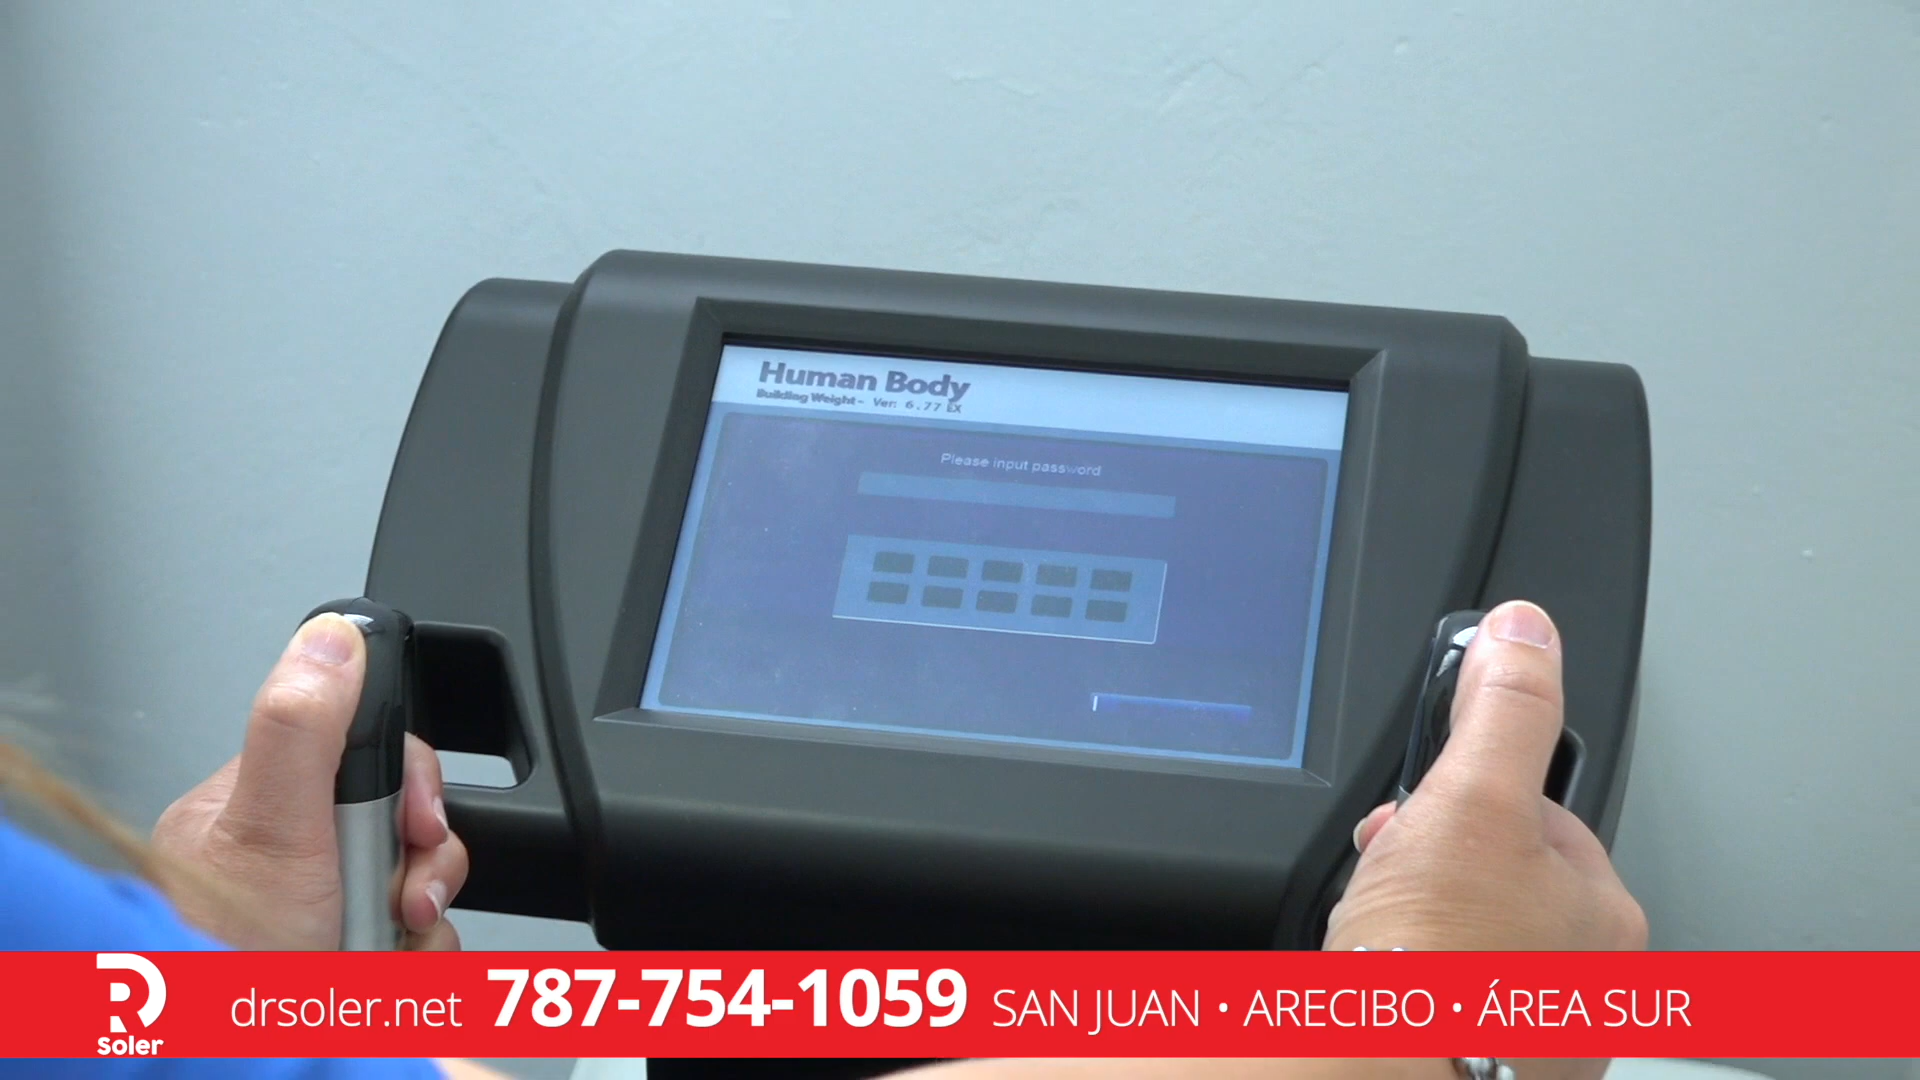 Human Body
Building Weight- Ver: 6.77 EX
Please input password
Soler
drsoler.net 787-754-1059 SAN JUAN • ARECIBO • ÁREA SUR